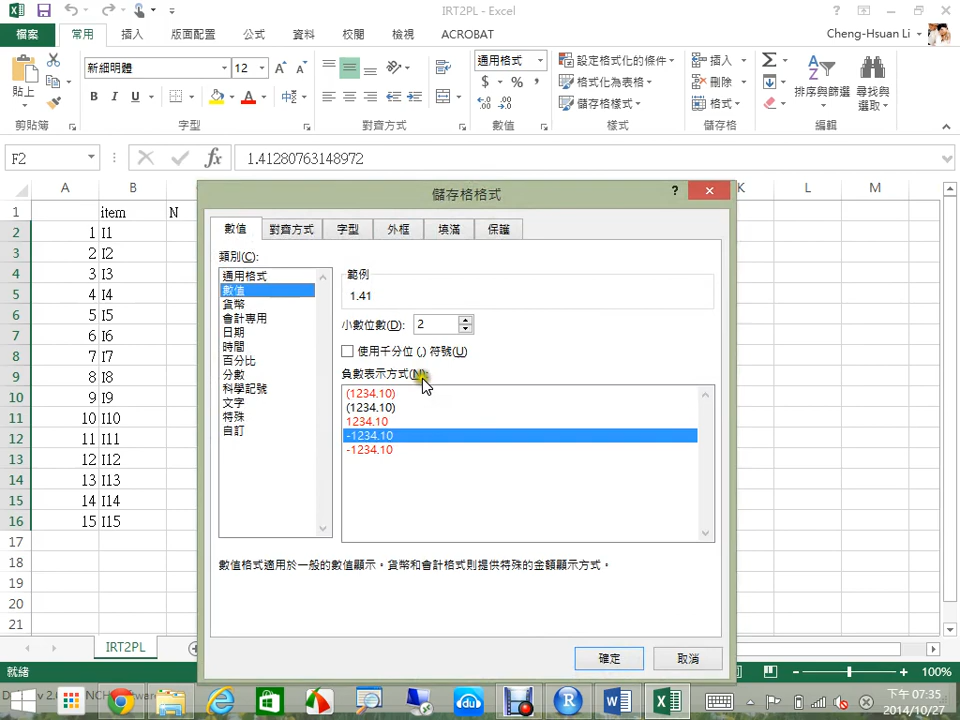 IRT2PL - Excel
檔案 常用 插入 版面配置 公式 資料 校閱 檢視 ACROBAT Cheng-Hsuan Li
貼上 新細明體 12 通用格式 設定格式化的條件 插入
B I U $ % 格式化為表格 刪除 排序與篩選 尋找與選取
儲存格樣式 格式
剪貼簿 字型 對齊方式 數值 樣式 儲存格 編輯
F2 fx 1.41280763148972
A B K L M
1 item N
2 1 I1
3 2 I2
4 3 I3
5 4 I4
6 5 I5
7 6 I6
8 7 I7
9 8 I8
10 9 I9
11 10 I10
12 11 I11
13 12 I12
14 13 I13
15 14 I14
16 15 I15
17
18
19
20
21
儲存格格式
數值 對齊方式 字型 外框 填滿 保護
類別(C):
通用格式
數值
貨幣
會計專用
日期
時間
百分比
分數
科學記號
文字
特殊
自訂
範例
1.41
小數位數(D): 2
使用千分位 (,) 符號(U)
負數表示方式(N):
(1234.10)
(1234.10)
1234.10
-1234.10
-1234.10
數值格式適用於一般的數值顯示。貨幣和會計格式則提供特殊的金額顯示方式。
確定 取消
IRT2PL
就緒 100%
下午 07:35
2014/10/27